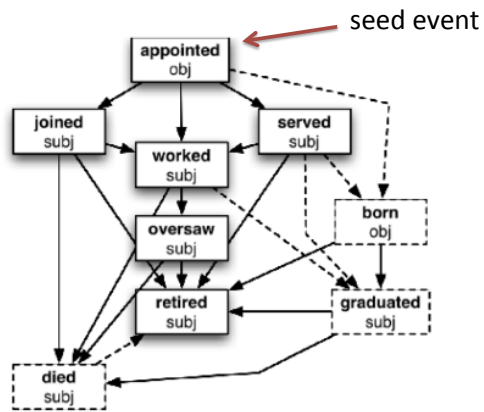 seed event
appointed
obj
joined
subj
served
subj
worked
subj
born
obj
oversaw
subj
retired
subj
graduated
subj
died
subj